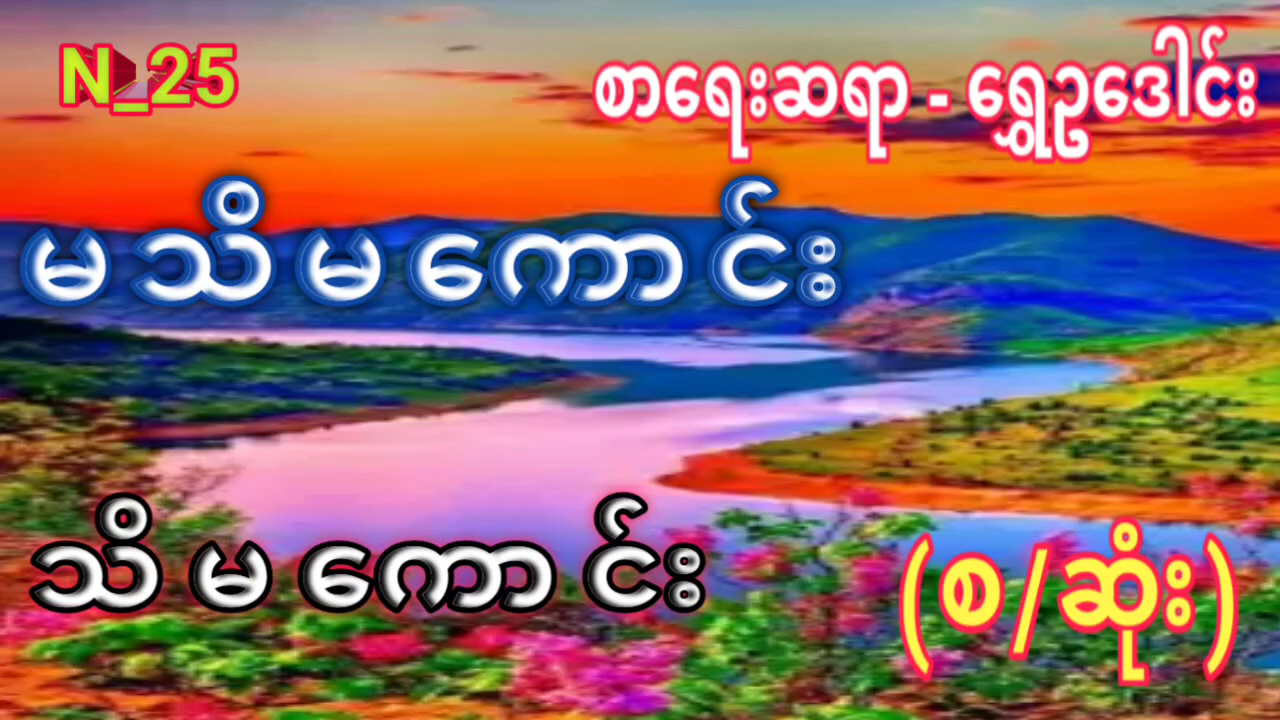 N_25
စာရေးဆရာ - ရွှေဥဒေါင်း
မသိမကောင်း
သိမကောင်း
(စ/ဆုံး)